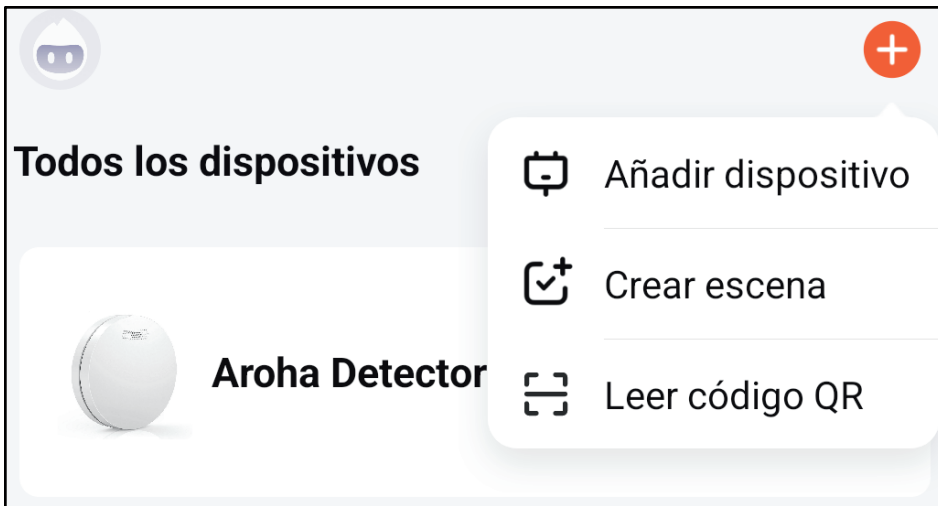 Todos los dispositivos
Añadir dispositivo
Crear escena
Aroha Detector
Leer código QR